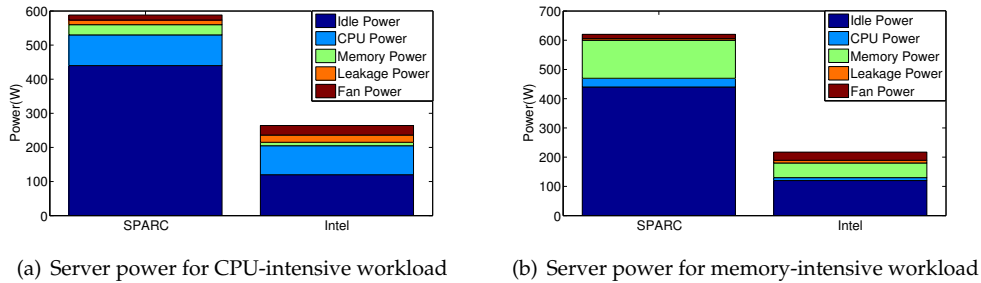 600
500
400
300
200
100
0
Power(W)
Idle Power
CPU Power
Memory Power
Leakage Power
Fan Power
SPARC
Intel
(a) Server power for CPU-intensive workload
700
600
500
400
300
200
100
0
Power(W)
Idle Power
CPU Power
Memory Power
Leakage Power
Fan Power
SPARC
Intel
(b) Server power for memory-intensive workload